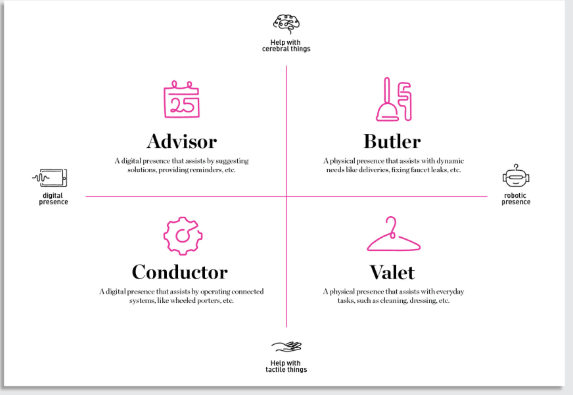 Help with
cerebral things
25
Advisor
A digital presence that assists by suggesting
solutions, providing reminders, etc.
Butler
A physical presence that assists with dynamic
needs like deliveries, fixing faucet leaks, etc.
digital
presence
robotic
presence
Conductor
A digital presence that assists by operating connected
systems, like wheeled porters, etc.
Valet
A physical presence that assists with everyday
tasks, such as cleaning, dressing, etc.
Help with
tactile things